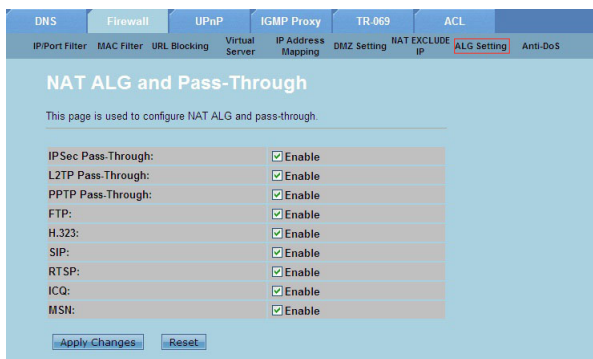 DNS Firewall UPnP IGMP Proxy TR-069 ACL
IP/Port Filter MAC Filter URL Blocking Virtual Server IP Address Mapping DMZ Setting NAT EXCLUDE IP ALG Setting Anti-DoS
NAT ALG and Pass-Through
This page is used to configure NAT ALG and pass-through.
IPSec Pass-Through: Enable
L2TP Pass-Through: Enable
PPTP Pass-Through: Enable
FTP: Enable
H.323: Enable
SIP: Enable
RTSP: Enable
ICQ: Enable
MSN: Enable
Apply Changes Reset